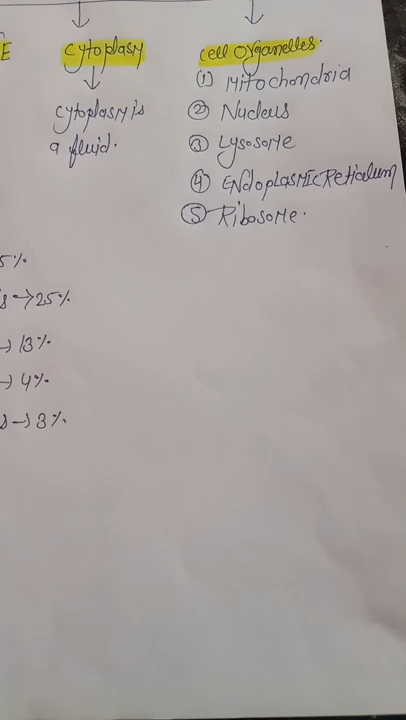 E
Cytoplasm
Cytoplasm is
a fluid.
Cell Organelles.
① Mitochondria
② Nucleus
③ Lysosome
④ Endoplasmic Reticulum
⑤ Ribosome.
5%
s → 25%
→ 13%
→ 4%
s → 3%